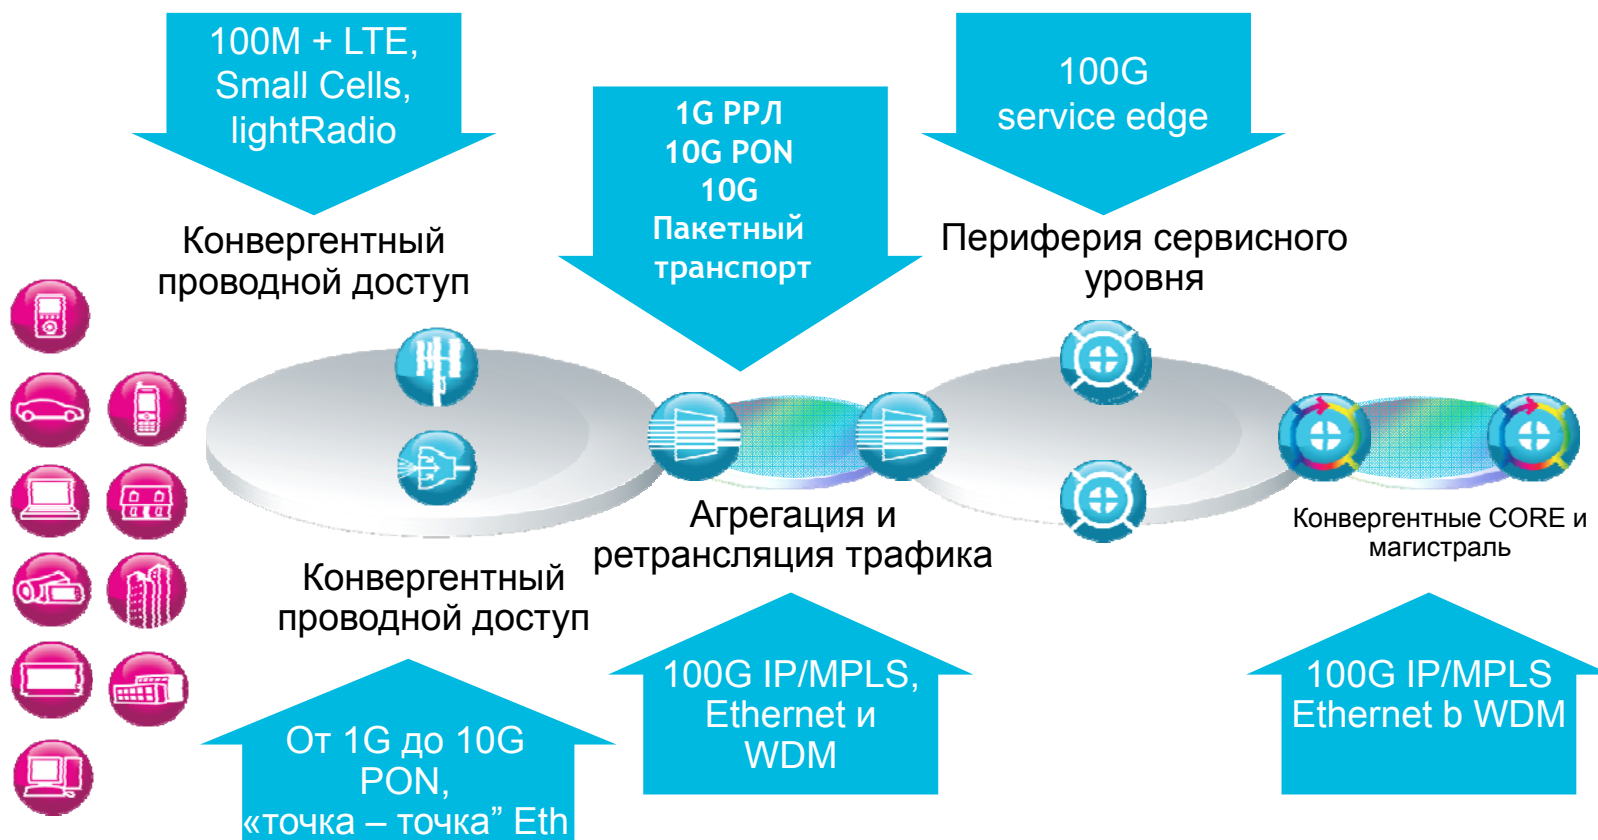 100M + LTE,
Small Cells,
lightRadio
1G РРЛ
10G PON
10G
Пакетный
транспорт
100G
service edge
Конвергентный
проводной доступ
Периферия сервисного
уровня
Агрегация и
ретрансляция трафика
Конвергентные CORE и
магистраль
Конвергентный
проводной доступ
От 1G до 10G
PON,
«точка – точка” Eth
100G IP/MPLS,
Ethernet и
WDM
100G IP/MPLS
Ethernet b WDM